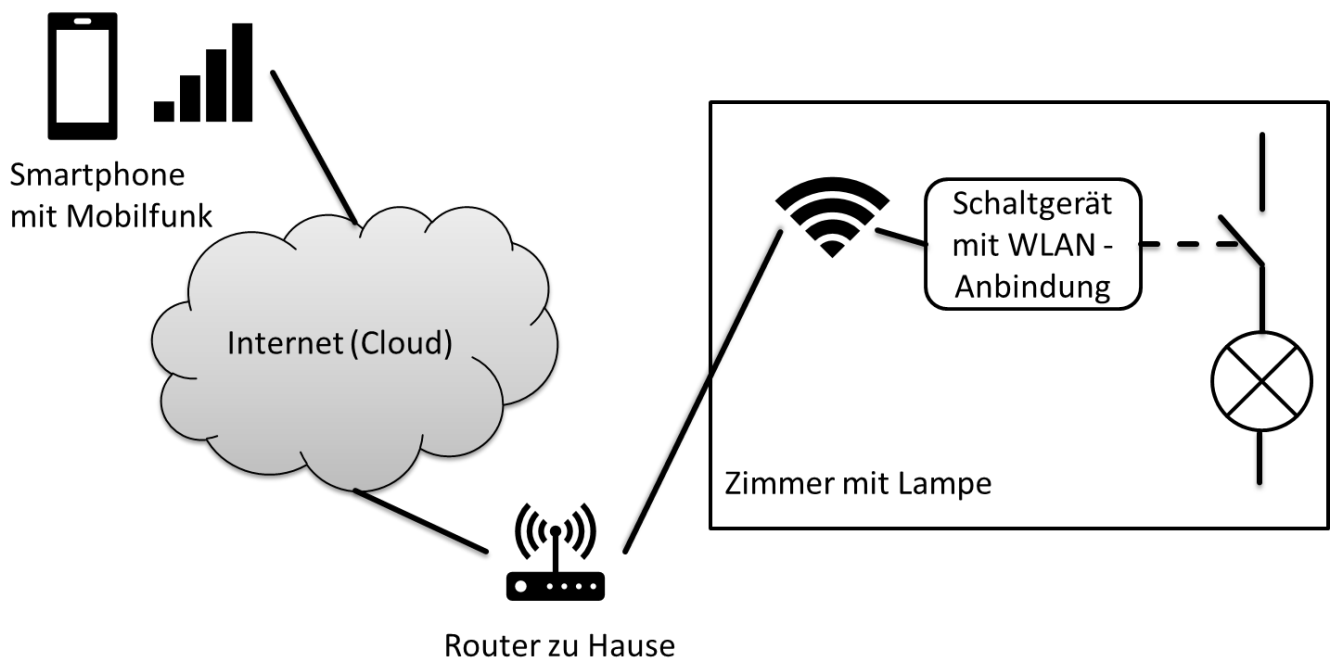 Smartphone
mit Mobilfunk
Internet (Cloud)
Router zu Hause
Schaltgerät
mit WLAN -
Anbindung
Zimmer mit Lampe